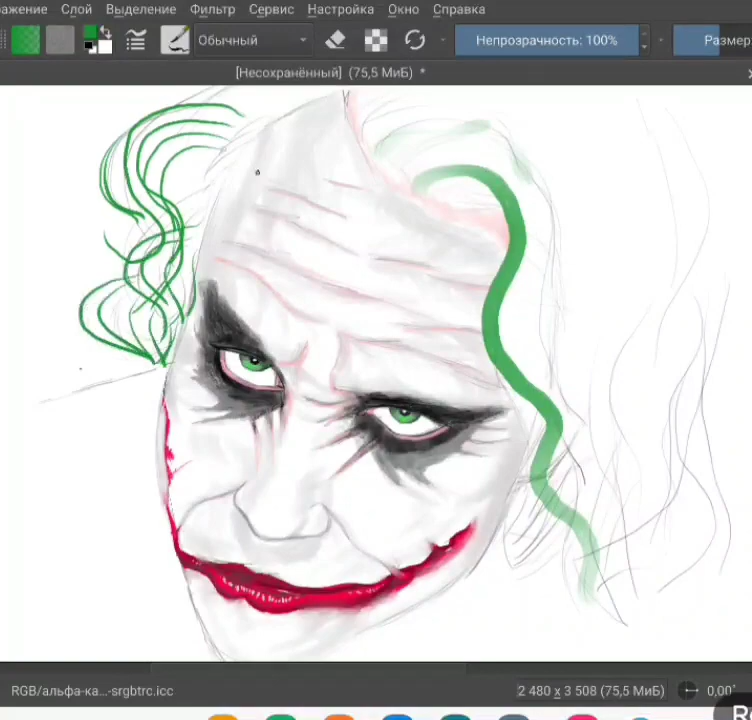 ажение Слой Выделение Фильтр Сервис Настройка Окно Справка
Обычный Непрозрачность: 100% Размер:
[Несохранённый] (75,5 МиБ) *
RGB/альфа-ка...-srgbtrc.icc 2 480 x 3 508 (75,5 МиБ) 0,00°